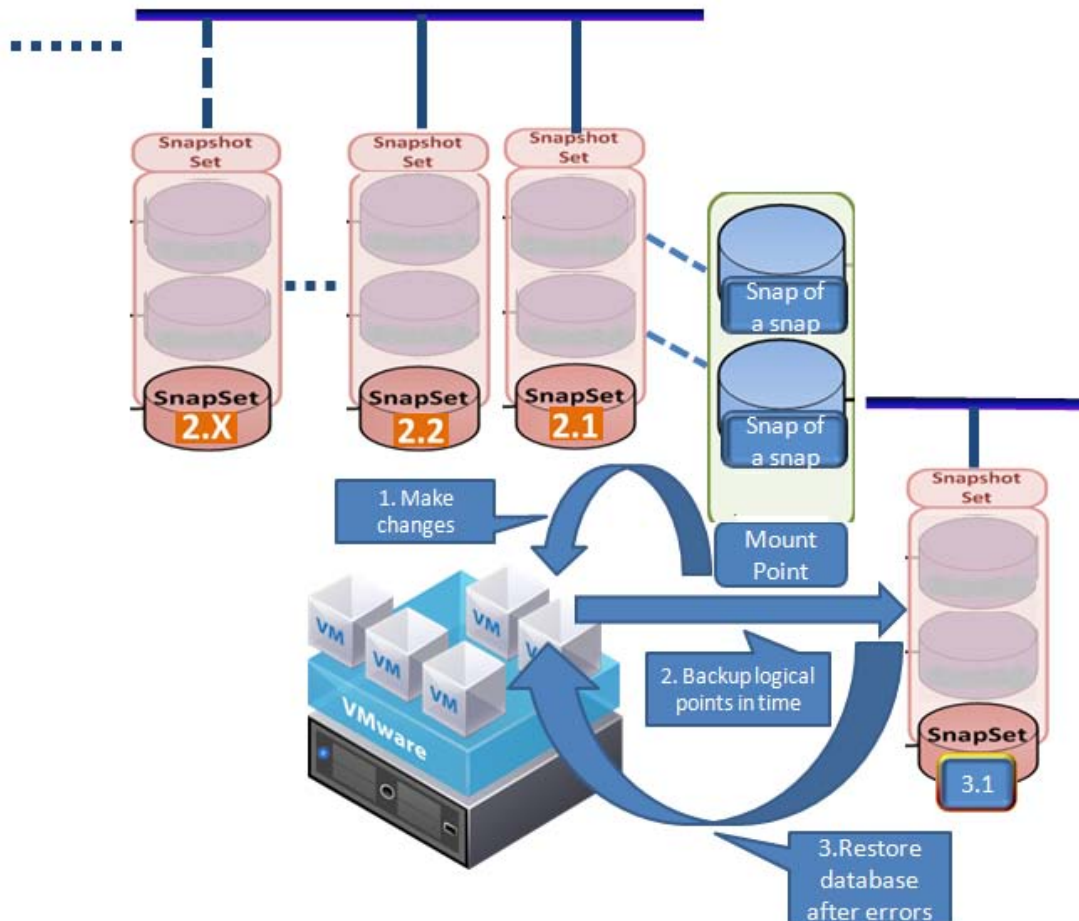 Snapshot
Set
Snapshot
Set
Snapshot
Set
SnapSet
2.X
SnapSet
2.2
SnapSet
2.1
Snap of
a snap
Snap of
a snap
Mount
Point
1. Make
changes
Snapshot
Set
VM
VM
VM
VM
VM
VM
VMware
2. Backup logical
points in time
SnapSet
3.1
3.Restore
database
after errors